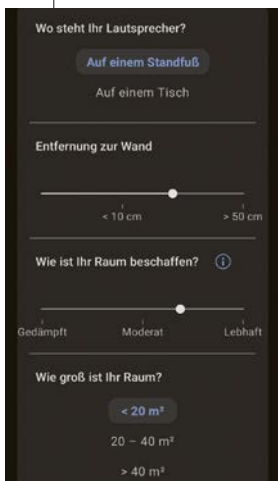 Wo steht Ihr Lautsprecher?
Auf einem Standfuß
Auf einem Tisch
Entfernung zur Wand
< 10 cm > 50 cm
Wie ist Ihr Raum beschaffen? i
Gedämpft Moderat Lebhaft
Wie groß ist Ihr Raum?
< 20 m²
20 – 40 m²
> 40 m²